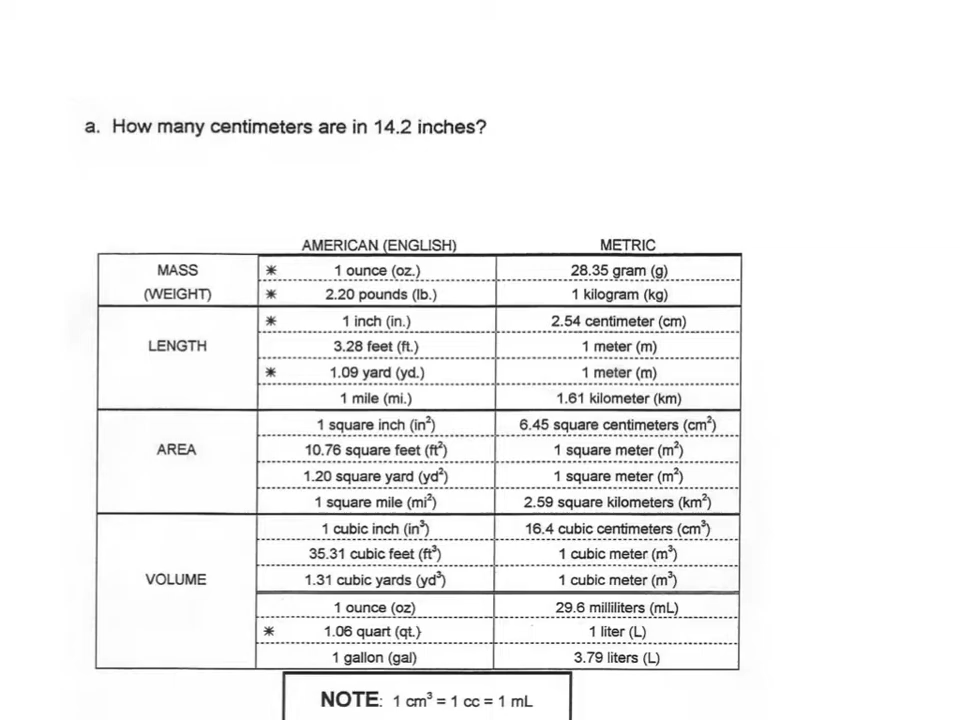 a. How many centimeters are in 14.2 inches?
AMERICAN (ENGLISH) METRIC
MASS * 1 ounce (oz.) 28.35 gram (g)
(WEIGHT) * 2.20 pounds (lb.) 1 kilogram (kg)
* 1 inch (in.) 2.54 centimeter (cm)
LENGTH 3.28 feet (ft.) 1 meter (m)
* 1.09 yard (yd.) 1 meter (m)
1 mile (mi.) 1.61 kilometer (km)
1 square inch (in²) 6.45 square centimeters (cm²)
AREA 10.76 square feet (ft²) 1 square meter (m²)
1.20 square yard (yd²) 1 square meter (m²)
1 square mile (mi²) 2.59 square kilometers (km²)
1 cubic inch (in³) 16.4 cubic centimeters (cm³)
35.31 cubic feet (ft³) 1 cubic meter (m³)
VOLUME 1.31 cubic yards (yd³) 1 cubic meter (m³)
1 ounce (oz) 29.6 milliliters (mL)
* 1.06 quart (qt.) 1 liter (L)
1 gallon (gal) 3.79 liters (L)
NOTE: 1 cm³ = 1 cc = 1 mL